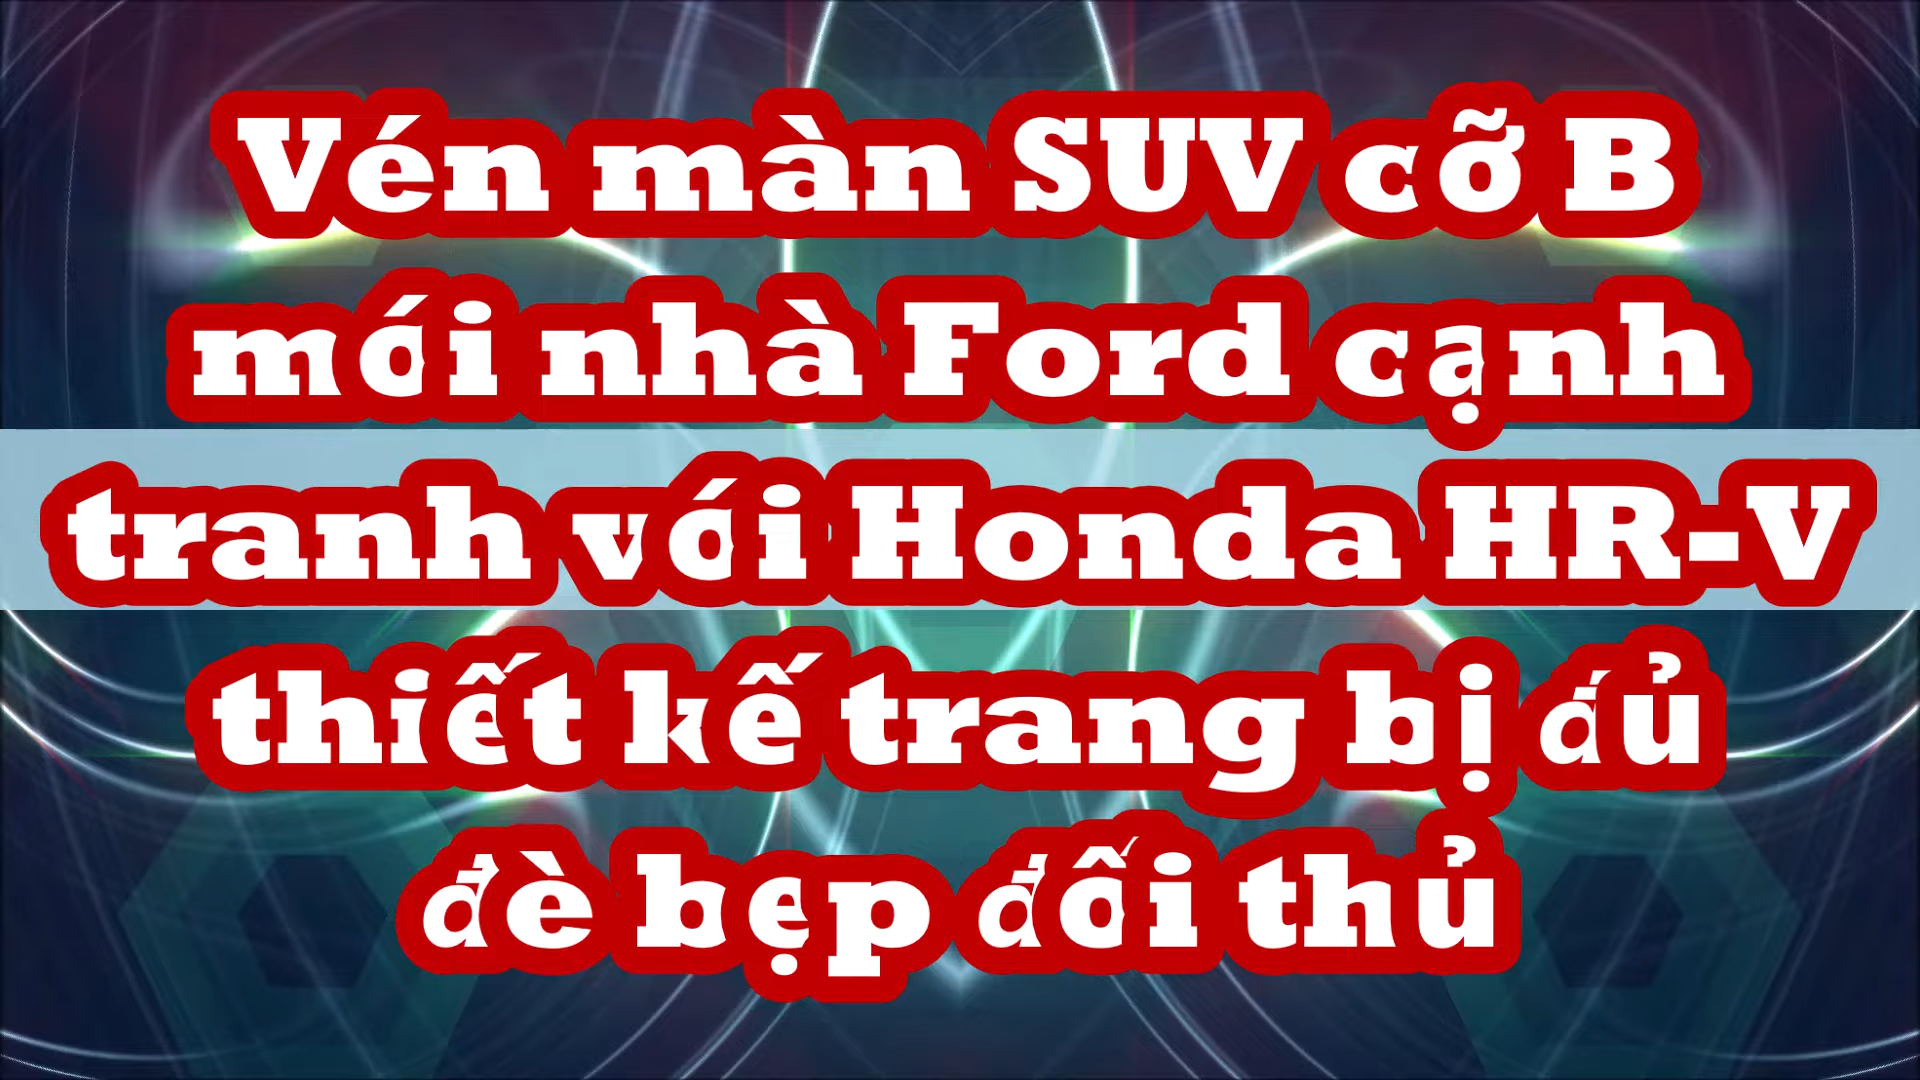 Vén màn SUV cỡ B
mới nhà Ford cạnh
tranh với Honda HR-V
thiết kế trang bị đủ
đè bẹp đối thủ